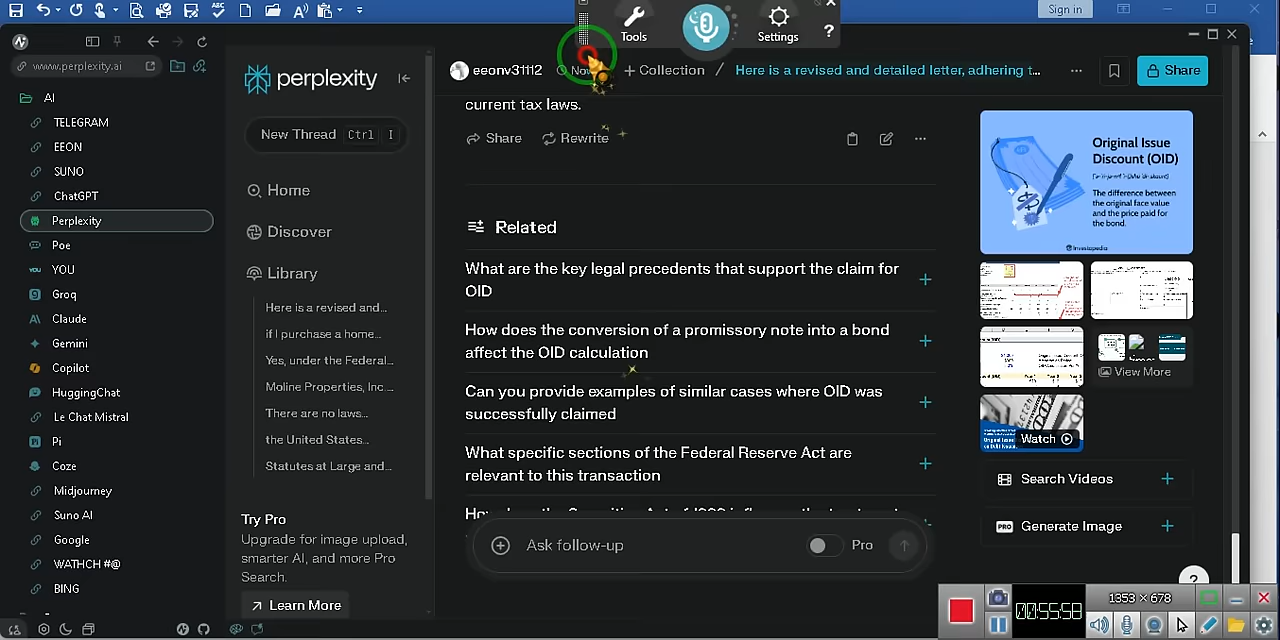 Sign in
Tools
Settings
?
www.perplexity.ai
AI
TELEGRAM
EEON
SUNO
ChatGPT
Perplexity
Poe
YOU
Groq
Claude
Gemini
Copilot
HuggingChat
Le Chat Mistral
Pi
Coze
Midjourney
Suno AI
Google
WATHCH #@
BING
perplexity
New Thread Ctrl I
Home
Discover
Library
Here is a revised and...
if I purchase a home...
Yes, under the Federal...
Moline Properties, Inc....
There are no laws...
the United States...
Statutes at Large and...
Try Pro
Upgrade for image upload,
smarter AI, and more Pro
Search.
Learn More
eeonv31112 Now + Collection / Here is a revised and detailed letter, adhering t...
Share
current tax laws.
Share Rewrite
Related
What are the key legal precedents that support the claim for
OID
How does the conversion of a promissory note into a bond
affect the OID calculation
Can you provide examples of similar cases where OID was
successfully claimed
What specific sections of the Federal Reserve Act are
relevant to this transaction
Ask follow-up Pro
Original Issue
Discount (OID)
The difference between
the original face value
and the price paid for
the bond.
Investopedia
View More
Watch
Search Videos
PRO Generate Image
?
00:55:58
1353 × 678